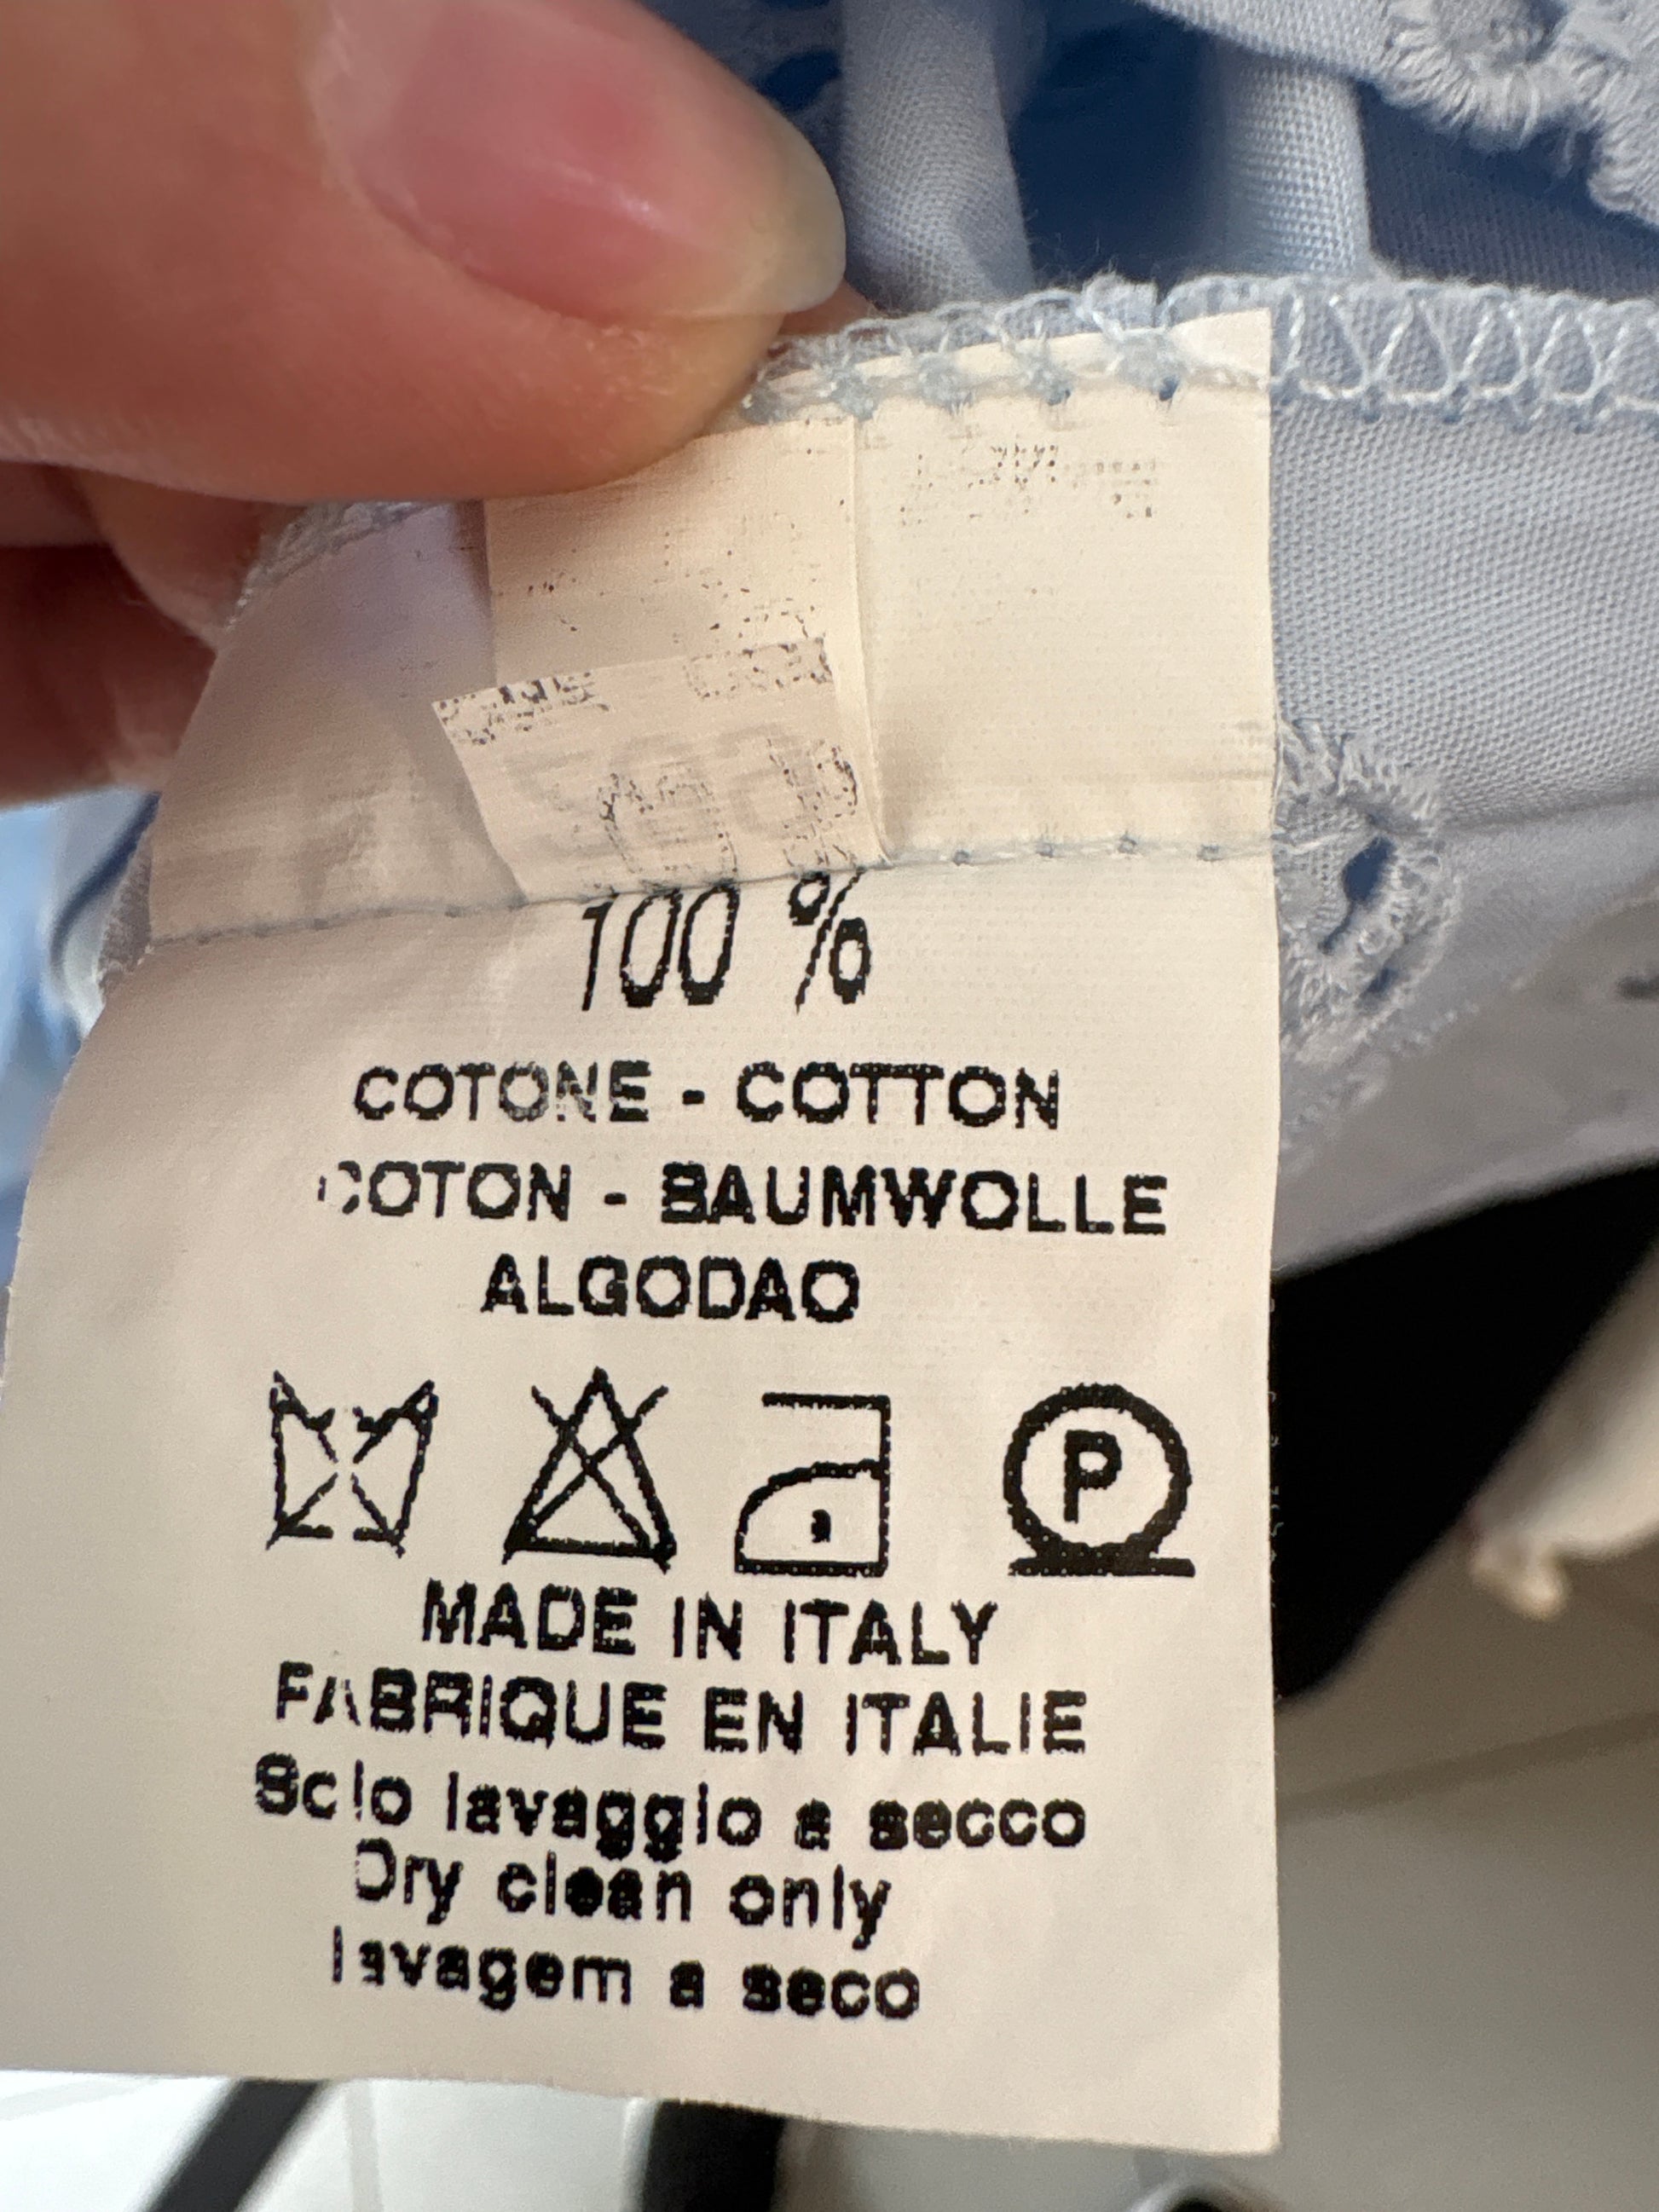 100 %
COTONE - COTTON
COTON - BAUMWOLLE
ALGODAO
P
MADE IN ITALY
FABRIQUE EN ITALIE
Solo lavaggio a secco
Dry clean only
lavagem a seco